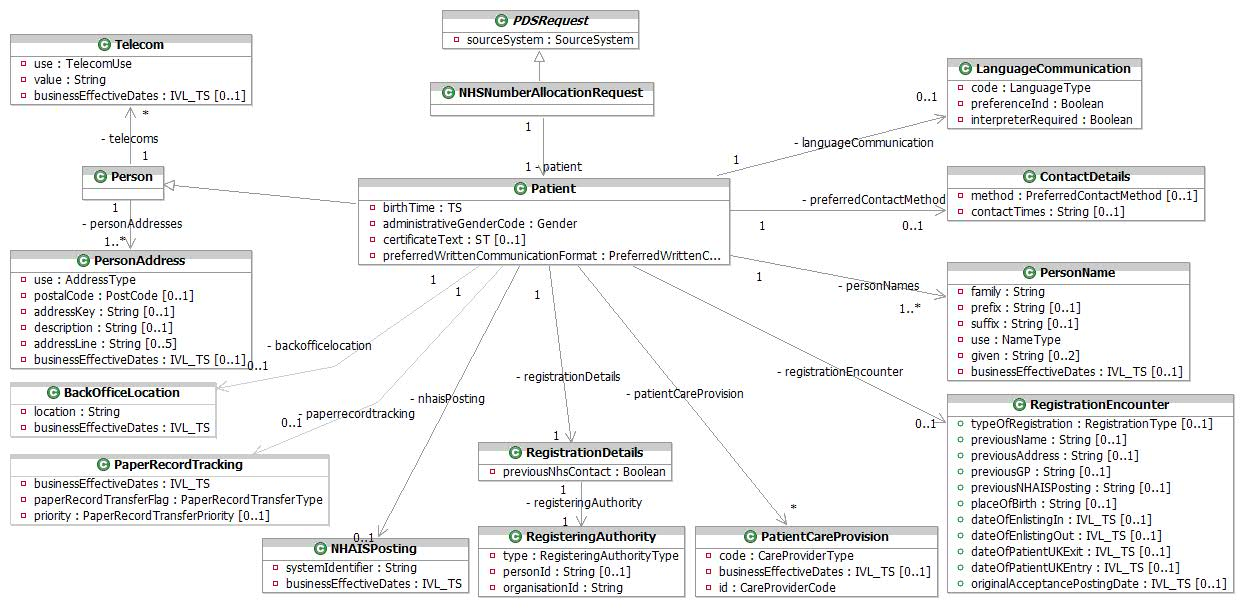 PDSRequest
sourceSystem : SourceSystem
Telecom
use : TelecomUse
value : String
businessEffectiveDates : IVL_TS [0..1]
NHSNumberAllocationRequest
LanguageCommunication
code : LanguageType
preferenceInd : Boolean
interpreterRequired : Boolean
*
- telecoms
1
1
1 - patient
0..1
- languageCommunication
1
Person
1
- personAddresses
1..*
Patient
birthTime : TS
administrativeGenderCode : Gender
certificateText : ST [0..1]
preferredWrittenCommunicationFormat : PreferredWrittenC...
ContactDetails
method : PreferredContactMethod [0..1]
contactTimes : String [0..1]
- preferredContactMethod
1
0..1
PersonAddress
use : AddressType
postalCode : PostCode [0..1]
addressKey : String [0..1]
description : String [0..1]
addressLine : String [0..5]
businessEffectiveDates : IVL_TS [0..1]
PersonName
family : String
prefix : String [0..1]
suffix : String [0..1]
use : NameType
given : String [0..2]
businessEffectiveDates : IVL_TS [0..1]
1
- personNames
1..*
1
1
1
- backofficelocation
0..1
- paperrecordtracking
0..1
- nhaisPosting
0..1
- registrationDetails
1
- patientCareProvision
*
- registrationEncounter
0..1
BackOfficeLocation
location : String
businessEffectiveDates : IVL_TS
PaperRecordTracking
businessEffectiveDates : IVL_TS
paperRecordTransferFlag : PaperRecordTransferType
priority : PaperRecordTransferPriority [0..1]
RegistrationDetails
previousNhsContact : Boolean
1
- registeringAuthority
1
RegistrationEncounter
typeOfRegistration : RegistrationType [0..1]
previousName : String [0..1]
previousAddress : String [0..1]
previousGP : String [0..1]
previousNHAISPosting : String [0..1]
placeOfBirth : String [0..1]
dateOfEnlistingIn : IVL_TS [0..1]
dateOfEnlistingOut : IVL_TS [0..1]
dateOfPatientUKExit : IVL_TS [0..1]
dateOfPatientUKEntry : IVL_TS [0..1]
originalAcceptancePostingDate : IVL_TS [0..1]
NHAISPosting
systemIdentifier : String
businessEffectiveDates : IVL_TS
RegisteringAuthority
type : RegisteringAuthorityType
personId : String [0..1]
organisationId : String
PatientCareProvision
code : CareProviderType
businessEffectiveDates : IVL_TS [0..1]
id : CareProviderCode